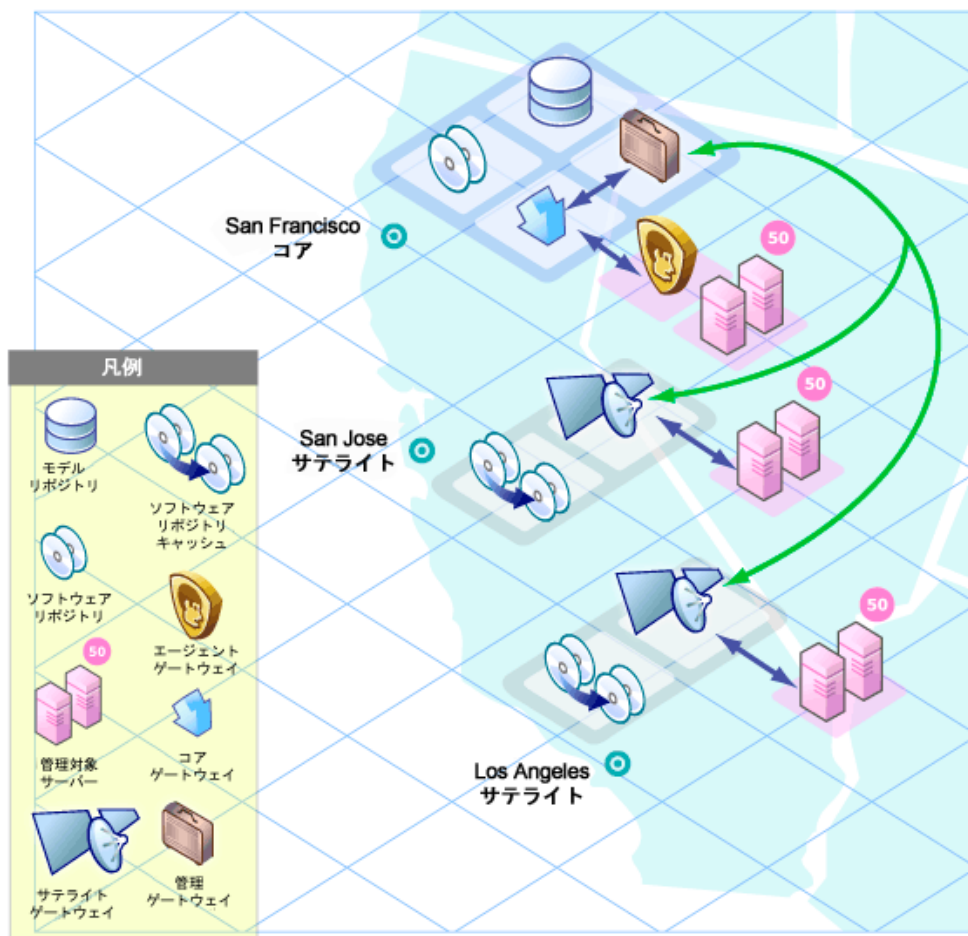 50
San Francisco
コア
50
San Jose
サテライト
50
Los Angeles
サテライト
凡例
モデル
リポジトリ
ソフトウェア
リポジトリ
キャッシュ
ソフトウェア
リポジトリ
エージェント
ゲートウェイ
50
管理対象
サーバー
コア
ゲートウェイ
サテライト
ゲートウェイ
管理
ゲートウェイ